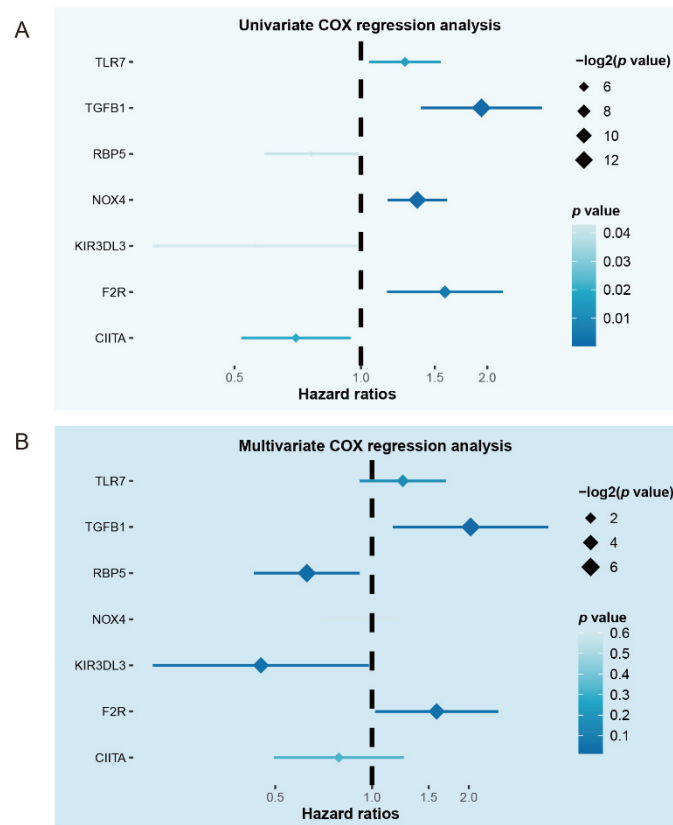 A
Univariate COX regression analysis
TLR7
TGFB1
RBP5
NOX4
KIR3DL3
F2R
CIITA
0.5
1.0
1.5
2.0
Hazard ratios
−log2(p value)
6
8
10
12
p value
0.04
0.03
0.02
0.01
B
Multivariate COX regression analysis
TLR7
TGFB1
RBP5
NOX4
KIR3DL3
F2R
CIITA
0.5
1.0
1.5
2.0
Hazard ratios
−log2(p value)
2
4
6
p value
0.6
0.5
0.4
0.3
0.2
0.1